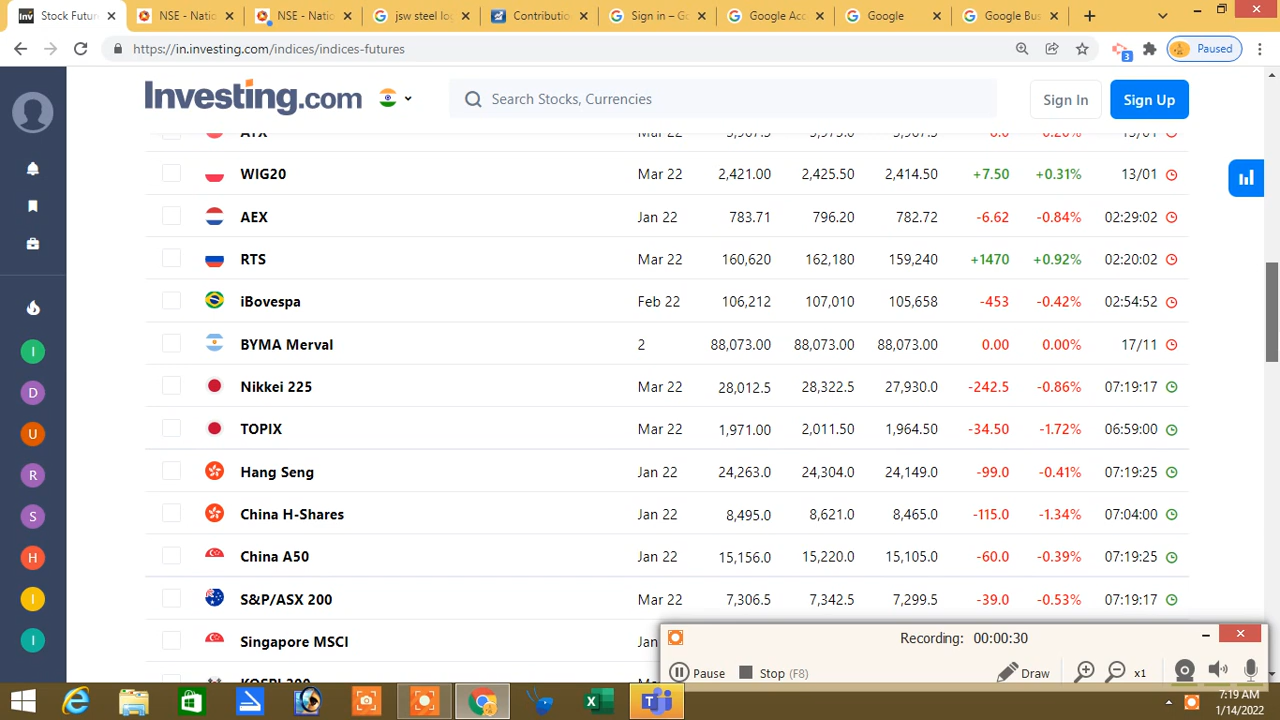 Stock Futur
NSE - Natio
NSE - Natio
jsw steel lo
Contributio
Sign in – Go
Google Acc
Google
Google Bus
https://in.investing.com/indices/indices-futures
3
Paused
Investing.com
Search Stocks, Currencies
Sign In
Sign Up
WIG20 Mar 22 2,421.00 2,425.50 2,414.50 +7.50 +0.31% 13/01
AEX Jan 22 783.71 796.20 782.72 -6.62 -0.84% 02:29:02
RTS Mar 22 160,620 162,180 159,240 +1470 +0.92% 02:20:02
iBovespa Feb 22 106,212 107,010 105,658 -453 -0.42% 02:54:52
BYMA Merval 2 88,073.00 88,073.00 88,073.00 0.00 0.00% 17/11
Nikkei 225 Mar 22 28,012.5 28,322.5 27,930.0 -242.5 -0.86% 07:19:17
TOPIX Mar 22 1,971.00 2,011.50 1,964.50 -34.50 -1.72% 06:59:00
Hang Seng Jan 22 24,263.0 24,304.0 24,149.0 -99.0 -0.41% 07:19:25
China H-Shares Jan 22 8,495.0 8,621.0 8,465.0 -115.0 -1.34% 07:04:00
China A50 Jan 22 15,156.0 15,220.0 15,105.0 -60.0 -0.39% 07:19:25
S&P/ASX 200 Mar 22 7,306.5 7,342.5 7,299.5 -39.0 -0.53% 07:19:17
Singapore MSCI Jan
I
D
U
R
S
H
I
I
Recording: 00:00:30
Pause
Stop (F8)
Draw
x1
7:19 AM
1/14/2022